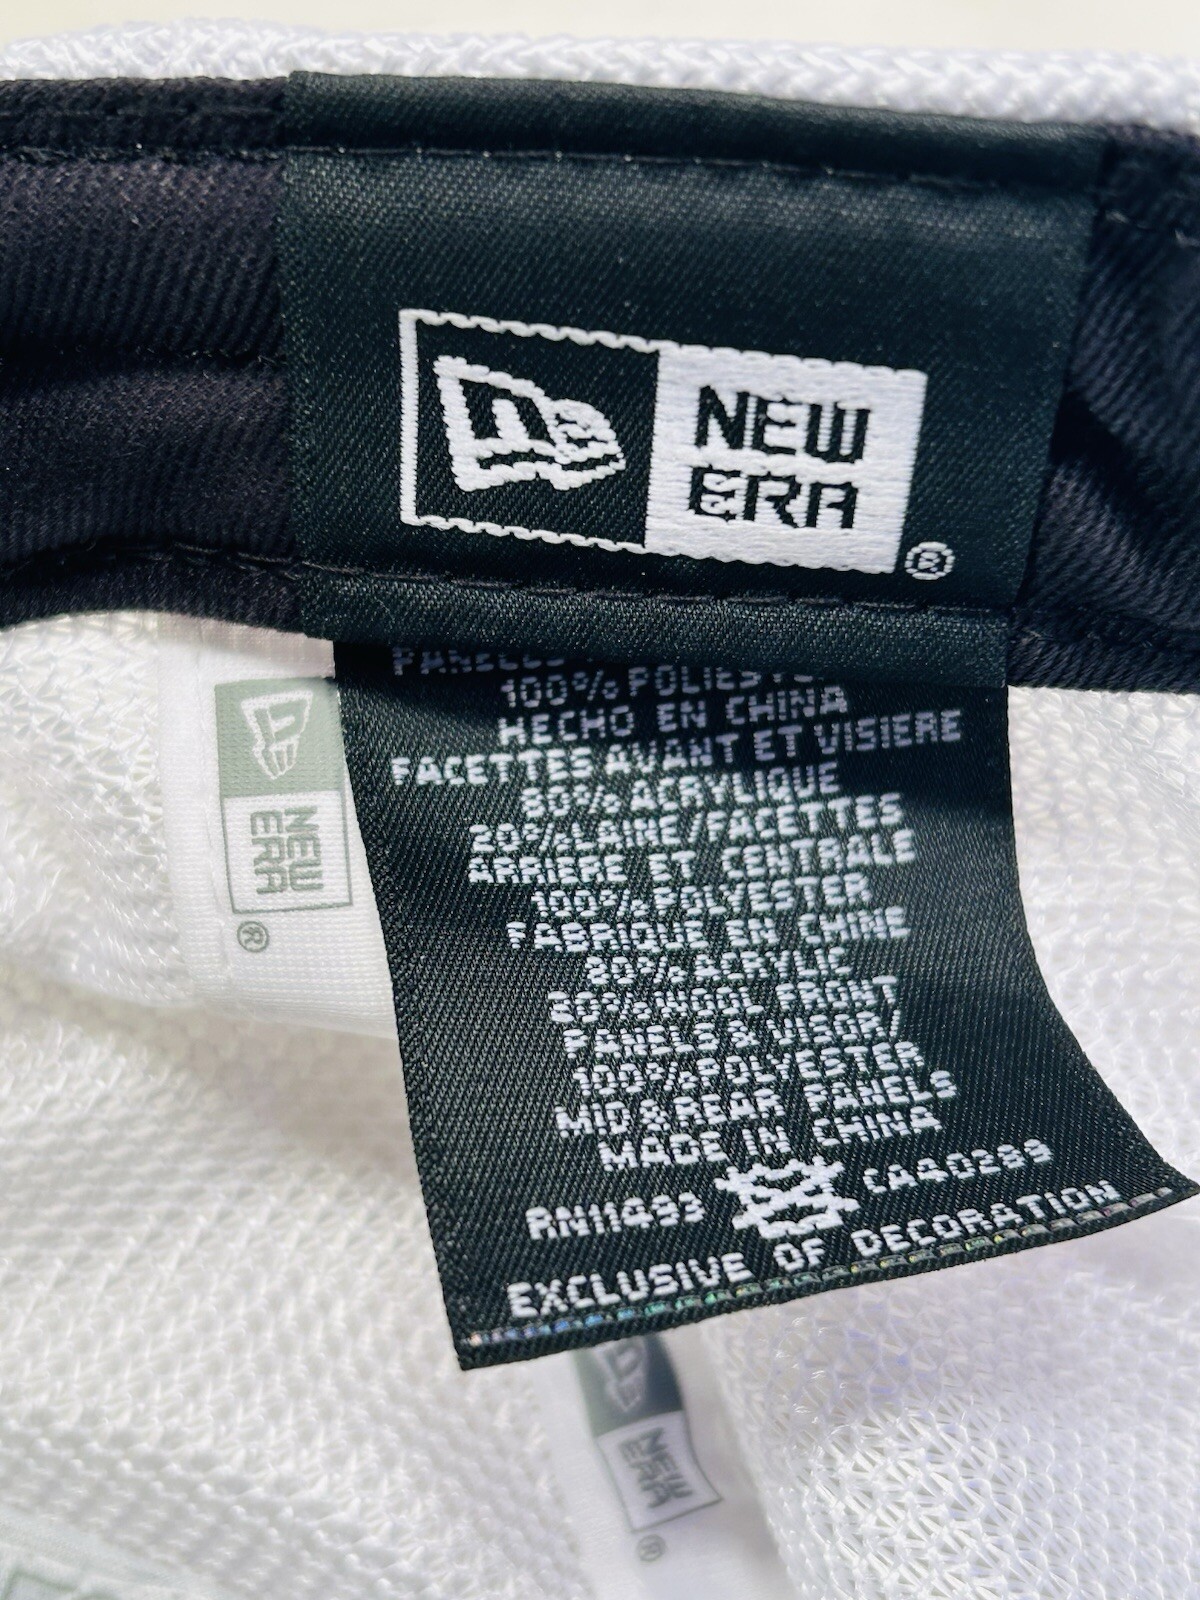 NEW
ERA
®
100% POLIESTER
HECHO EN CHINA
FACETTES AVANT ET VISIERE
80% ACRYLIQUE
20% LAINE/FACETTES
ARRIERE ET CENTRALE
100% POLYESTER
FABRIQUE EN CHINE
80% ACRYLIC
20% WOOL FRONT
PANELS & VISOR/
100% POLYESTER
MID & REAR PANELS
MADE IN CHINA
RN11493 CA40289
EXCLUSIVE OF DECORATION
NEW
ERA
®
NEW
ERA
®